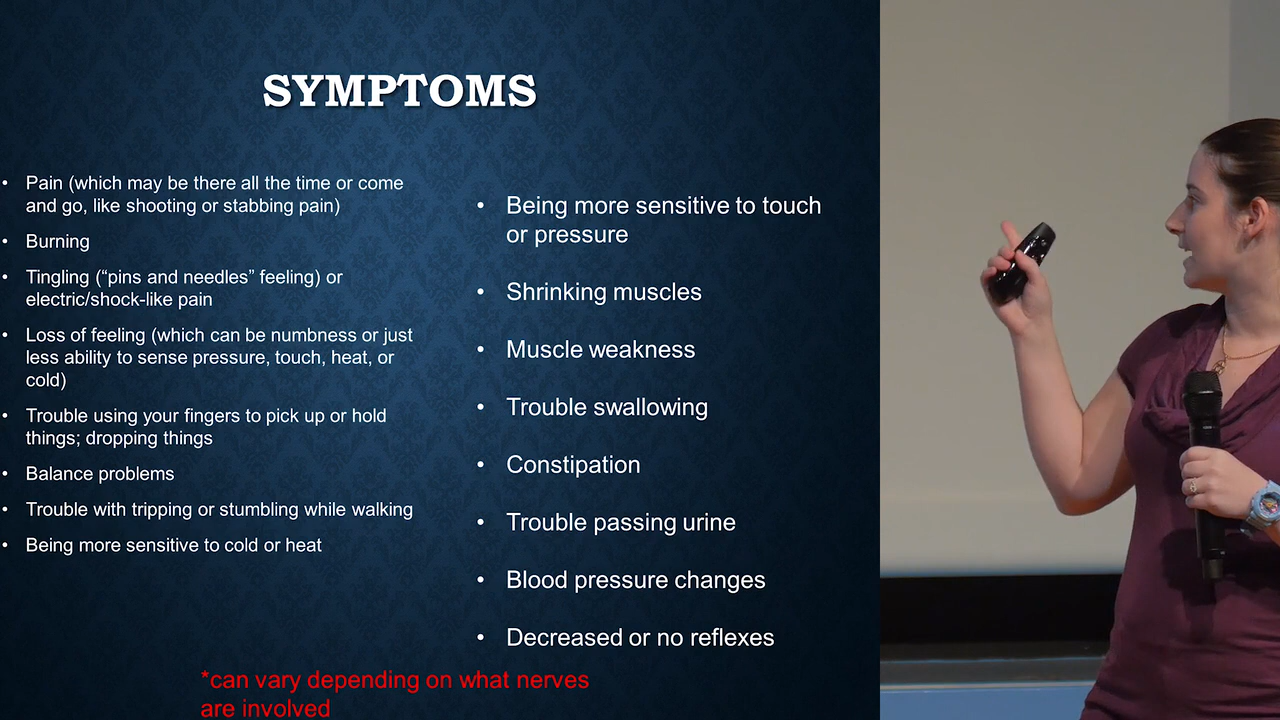 SYMPTOMS
• Pain (which may be there all the time or come
and go, like shooting or stabbing pain)
• Burning
• Tingling (“pins and needles” feeling) or
electric/shock-like pain
• Loss of feeling (which can be numbness or just
less ability to sense pressure, touch, heat, or
cold)
• Trouble using your fingers to pick up or hold
things; dropping things
• Balance problems
• Trouble with tripping or stumbling while walking
• Being more sensitive to cold or heat
• Being more sensitive to touch
or pressure
• Shrinking muscles
• Muscle weakness
• Trouble swallowing
• Constipation
• Trouble passing urine
• Blood pressure changes
• Decreased or no reflexes
*can vary depending on what nerves
are involved